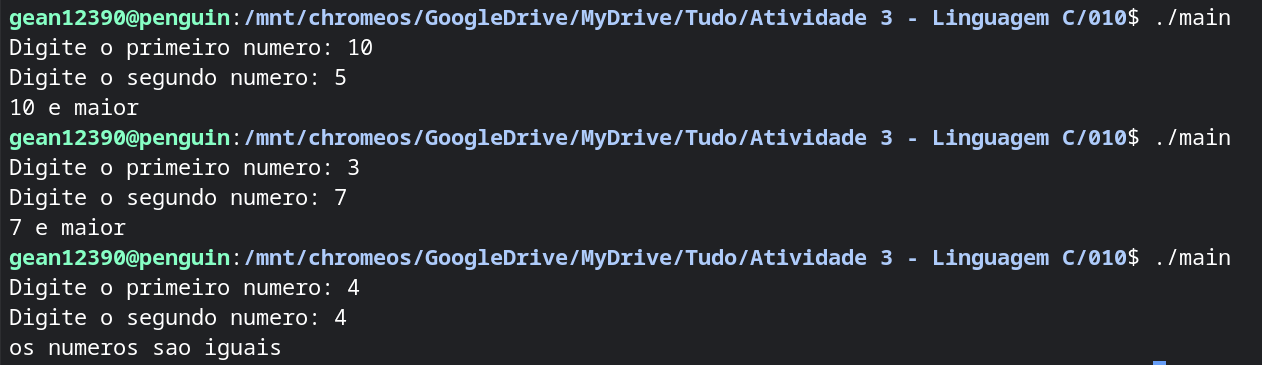 gean12390@penguin:/mnt/chromeos/GoogleDrive/MyDrive/Tudo/Atividade 3 - Linguagem C/010$ ./main
Digite o primeiro numero: 10
Digite o segundo numero: 5
10 e maior
gean12390@penguin:/mnt/chromeos/GoogleDrive/MyDrive/Tudo/Atividade 3 - Linguagem C/010$ ./main
Digite o primeiro numero: 3
Digite o segundo numero: 7
7 e maior
gean12390@penguin:/mnt/chromeos/GoogleDrive/MyDrive/Tudo/Atividade 3 - Linguagem C/010$ ./main
Digite o primeiro numero: 4
Digite o segundo numero: 4
os numeros sao iguais